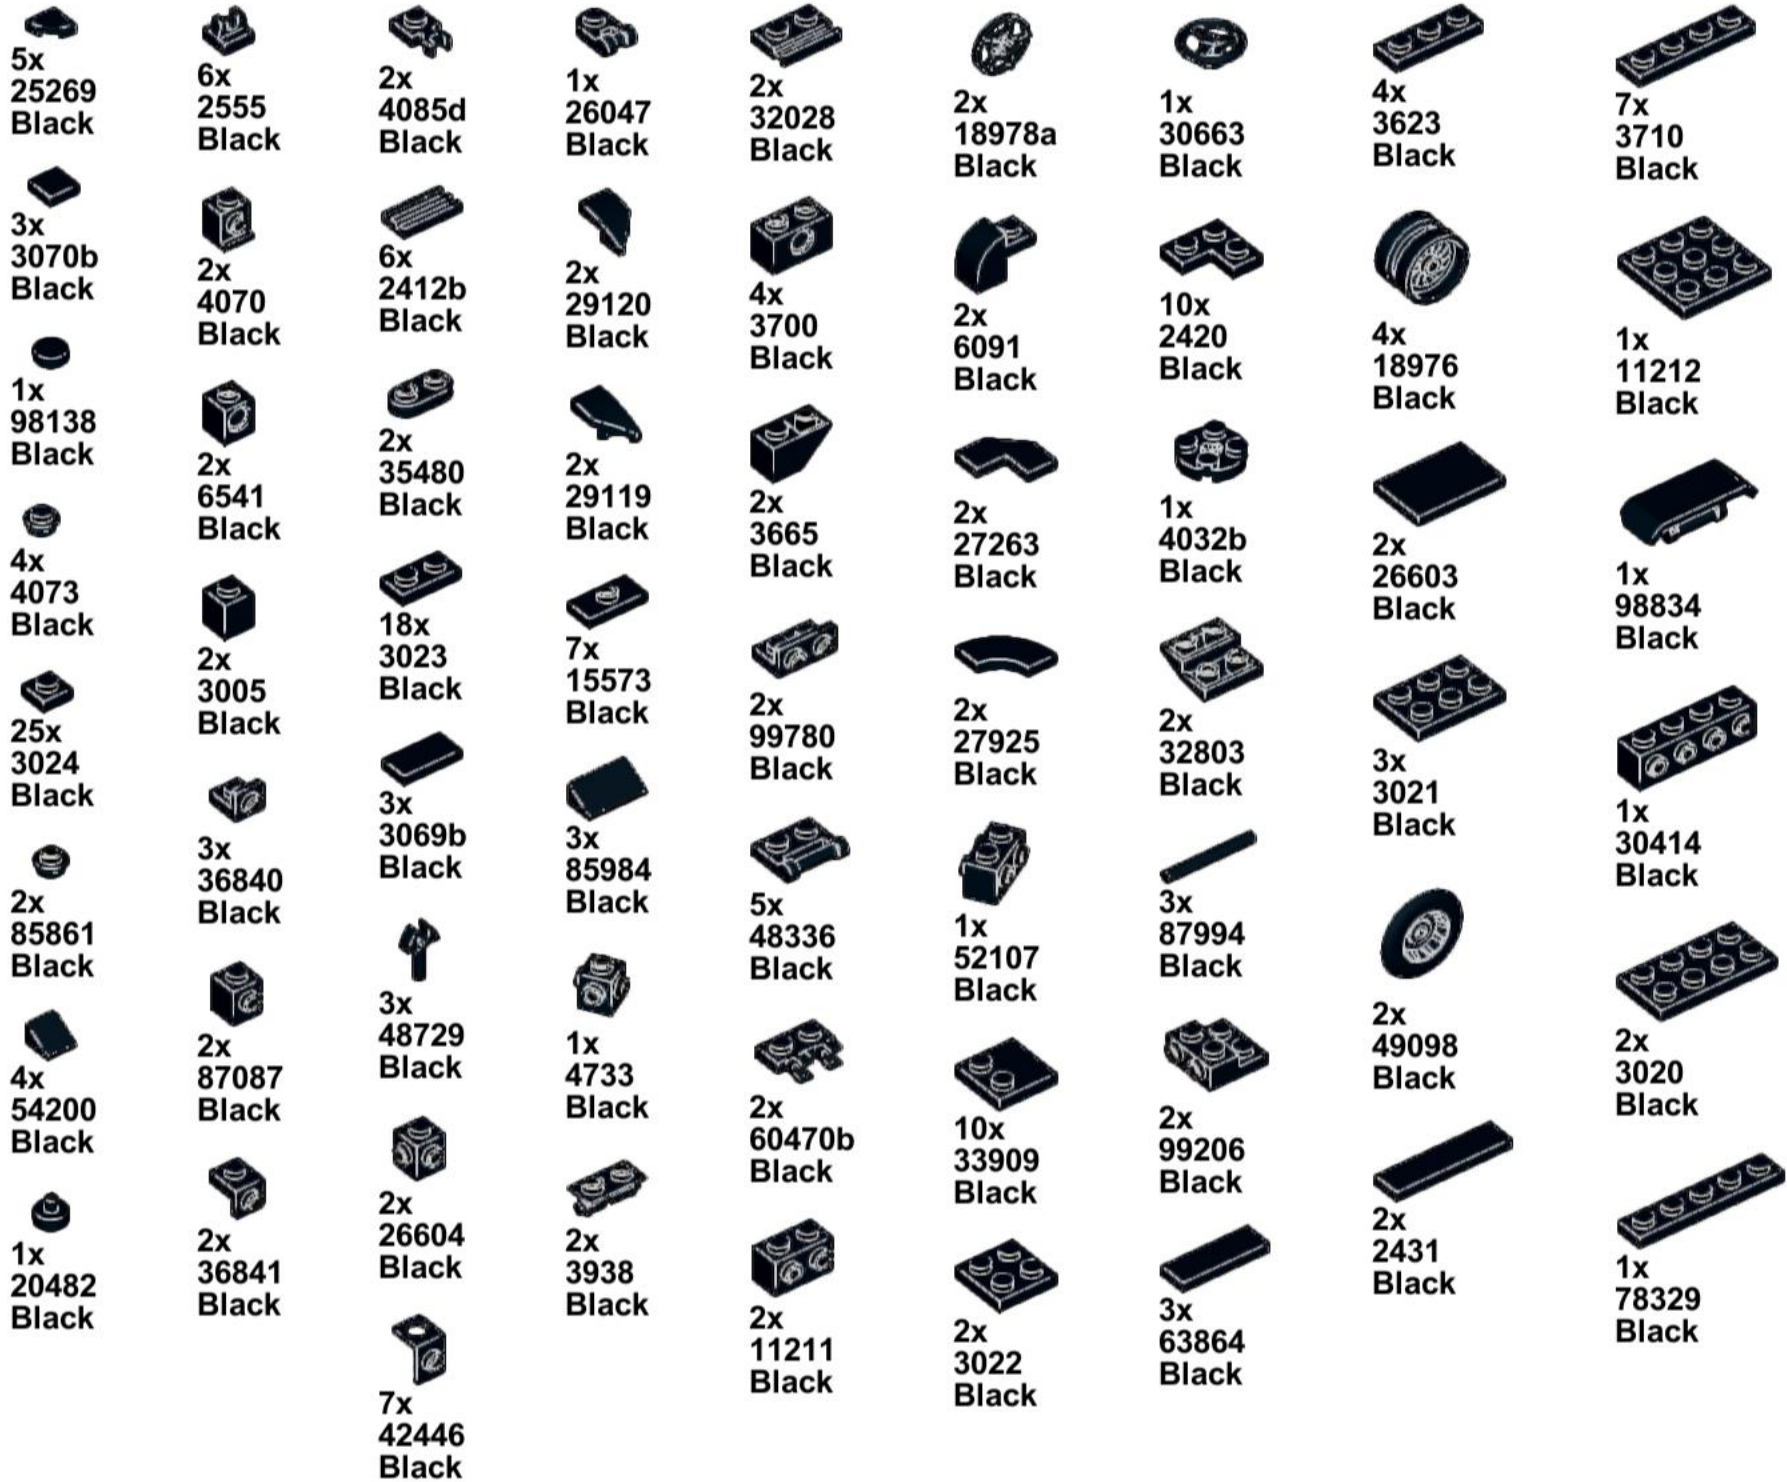 5x
25269
Black
3x
3070b
Black
1x
98138
Black
4x
4073
Black
25x
3024
Black
2x
85861
Black
4x
54200
Black
1x
20482
Black
6x
2555
Black
2x
4070
Black
2x
6541
Black
2x
3005
Black
3x
36840
Black
2x
87087
Black
2x
36841
Black
2x
4085d
Black
6x
2412b
Black
2x
35480
Black
18x
3023
Black
3x
3069b
Black
3x
48729
Black
2x
26604
Black
7x
42446
Black
1x
26047
Black
2x
29120
Black
2x
29119
Black
7x
15573
Black
3x
85984
Black
1x
4733
Black
2x
3938
Black
2x
32028
Black
4x
3700
Black
2x
3665
Black
2x
99780
Black
5x
48336
Black
2x
60470b
Black
2x
11211
Black
2x
18978a
Black
2x
6091
Black
2x
27263
Black
2x
27925
Black
1x
52107
Black
10x
33909
Black
2x
3022
Black
1x
30663
Black
10x
2420
Black
1x
4032b
Black
2x
32803
Black
3x
87994
Black
2x
99206
Black
3x
63864
Black
4x
3623
Black
4x
18976
Black
2x
26603
Black
3x
3021
Black
2x
49098
Black
2x
2431
Black
7x
3710
Black
1x
11212
Black
1x
98834
Black
1x
30414
Black
2x
3020
Black
1x
78329
Black